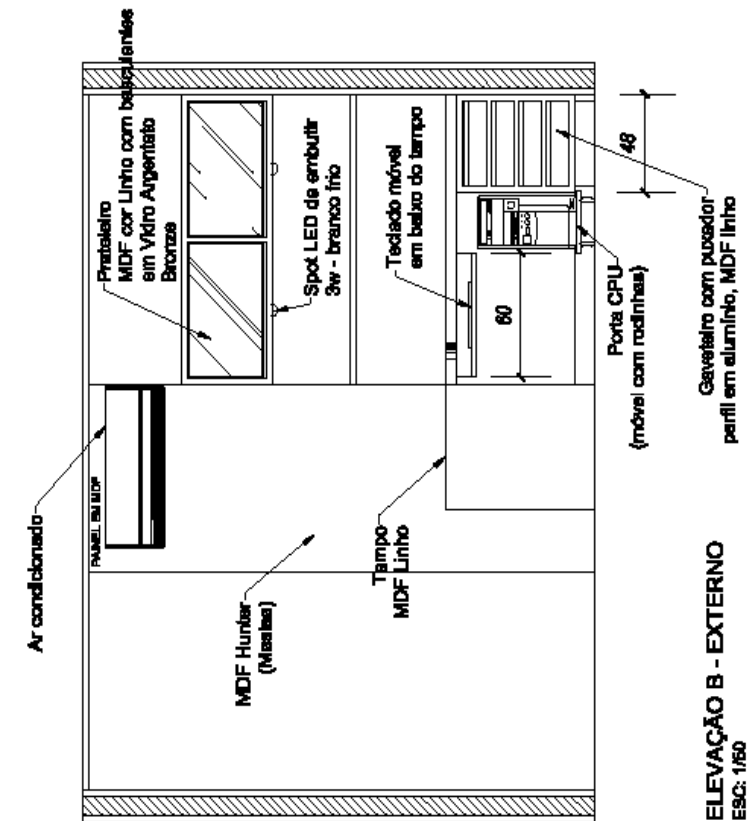 Ar condicionado
PAINEL EM MDF
Prateleiro
MDF cor Linho com basculantes
em Vidro Argentato
Bronze
Spot LED de embutir
3w - branco frio
MDF Hunter
(Masisa)
Teclado móvel
em baixo do tampo
Tampo
MDF Linho
60
48
Porta CPU
(móvel com rodinhas)
Gaveteiro com puxador
perfil em alumínio, MDF linho
ELEVAÇÃO B - EXTERNO
ESC: 1/50